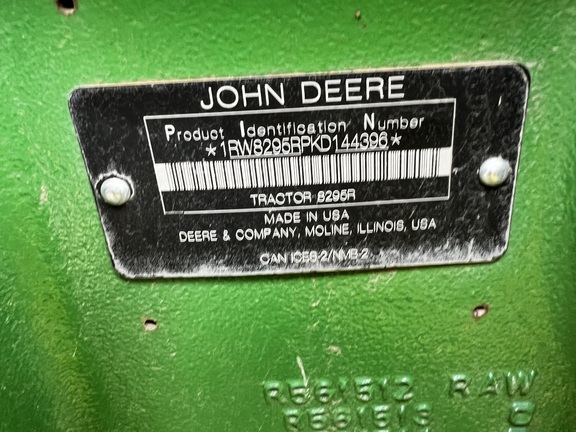 JOHN DEERE
Product Identification Number
*1RW8295RPKD144396*
TRACTOR 8295R
MADE IN USA
DEERE & COMPANY, MOLINE, ILLINOIS, USA
CAN ICES-2/NMB-2
R561512 RAW
R561513